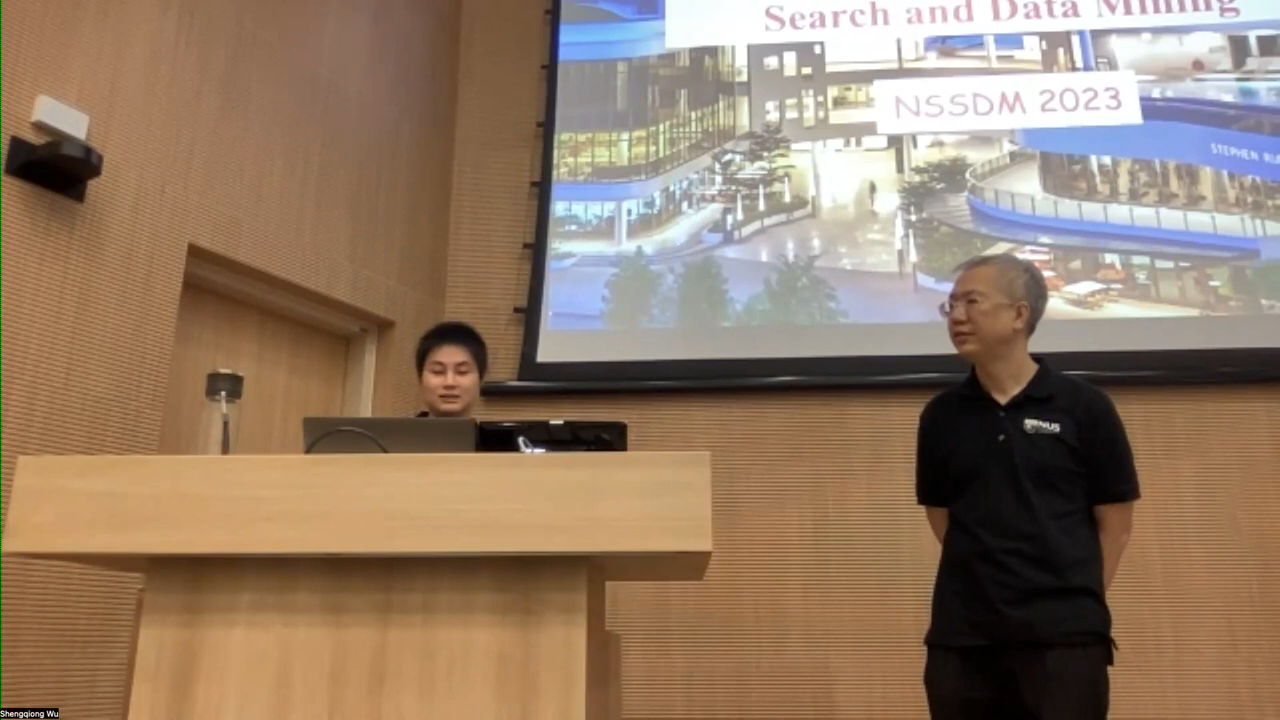 Search and Data Mining
NSSDM 2023
STEPHEN
NUS
Shengqiong Wu